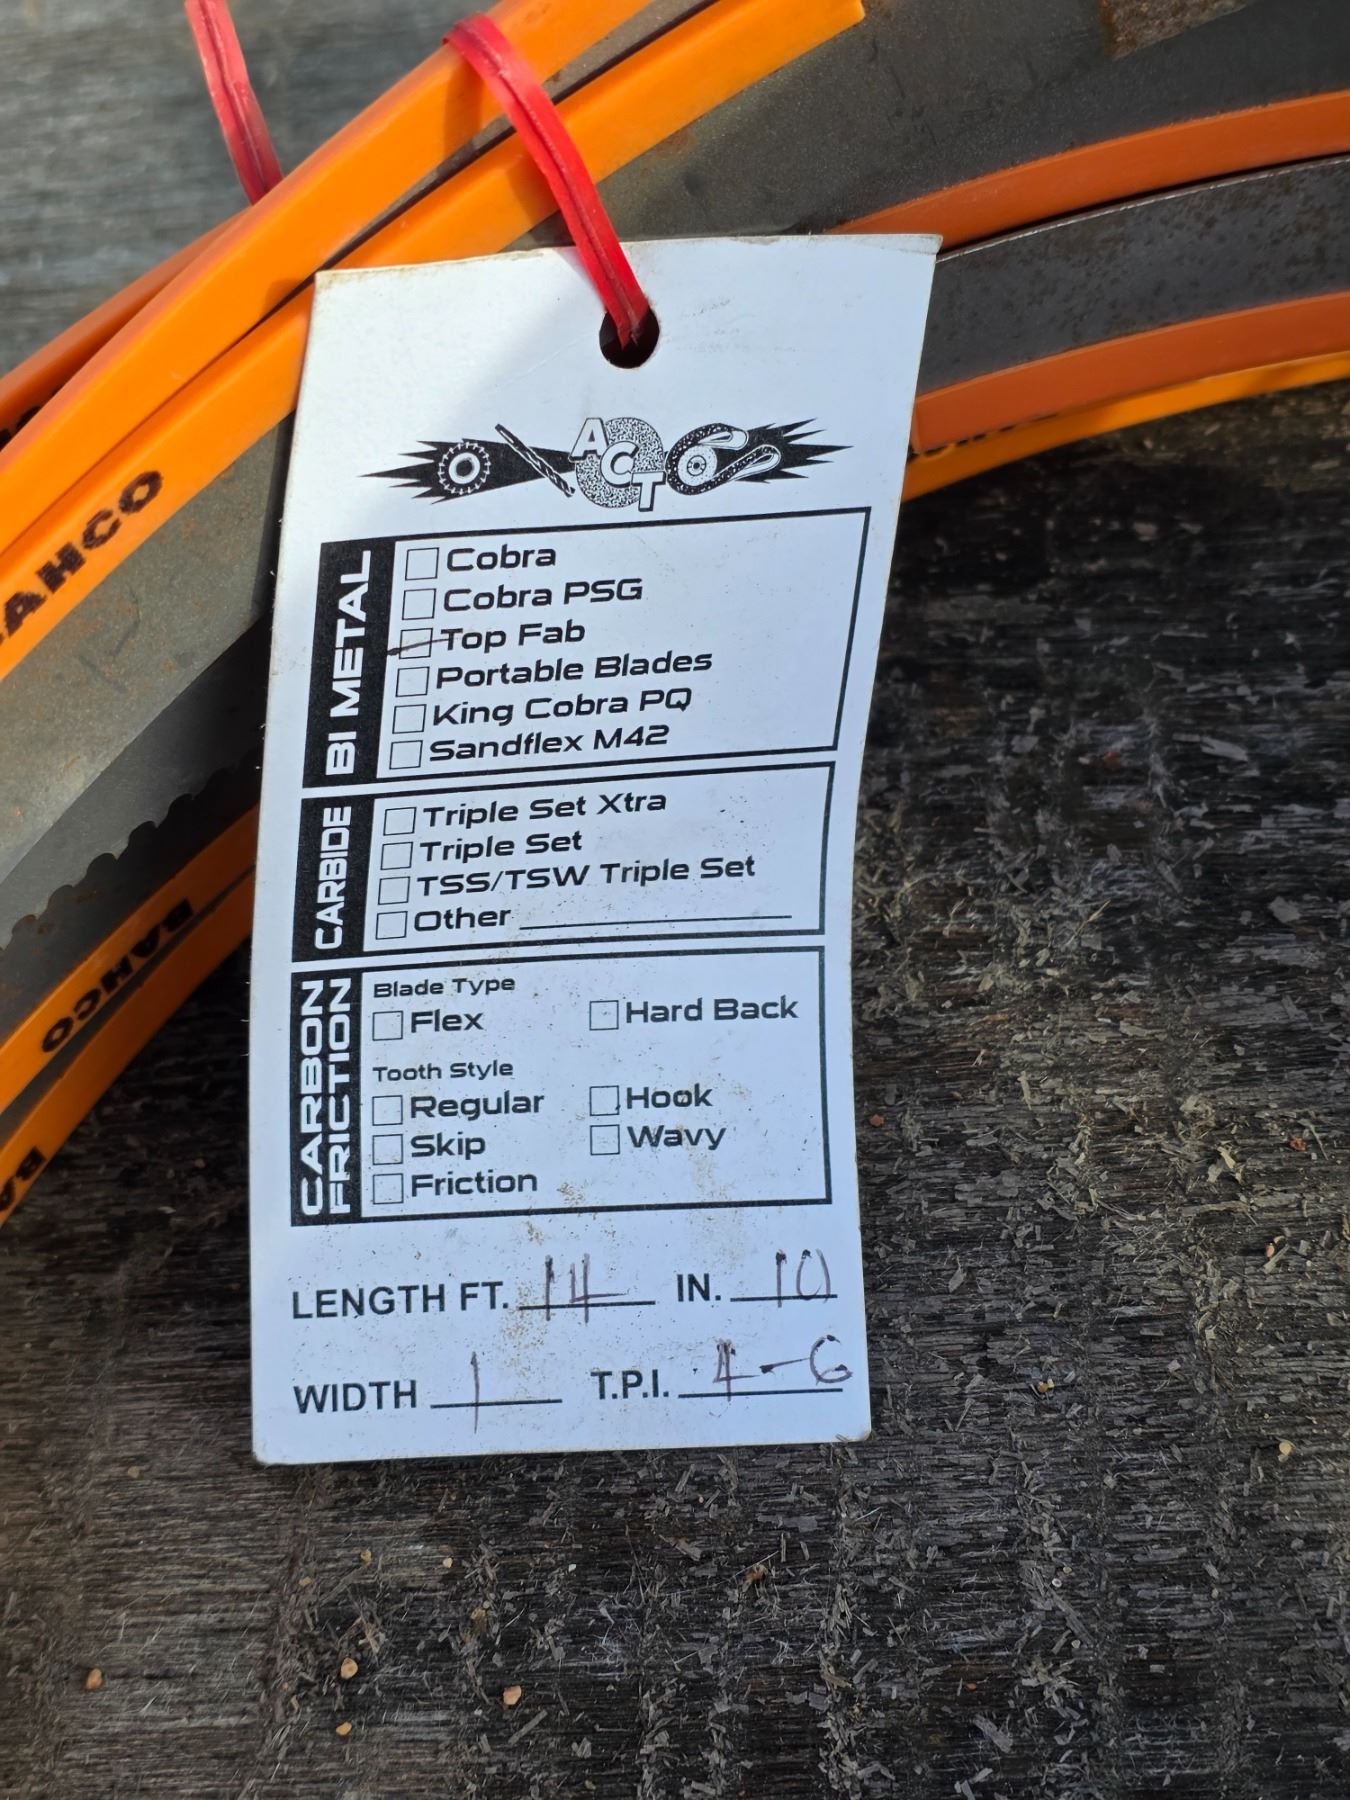 BAHCO
BAHCO
BA
ACT
BI METAL
Cobra
Cobra PSG
Top Fab
Portable Blades
King Cobra PQ
Sandflex M42
CARBIDE
Triple Set Xtra
Triple Set
TSS/TSW Triple Set
Other
CARBON
FRICTION
Blade Type
Flex Hard Back
Tooth Style
Regular Hook
Skip Wavy
Friction
LENGTH FT. 14 IN. 10
WIDTH 1 T.P.I. 4-6